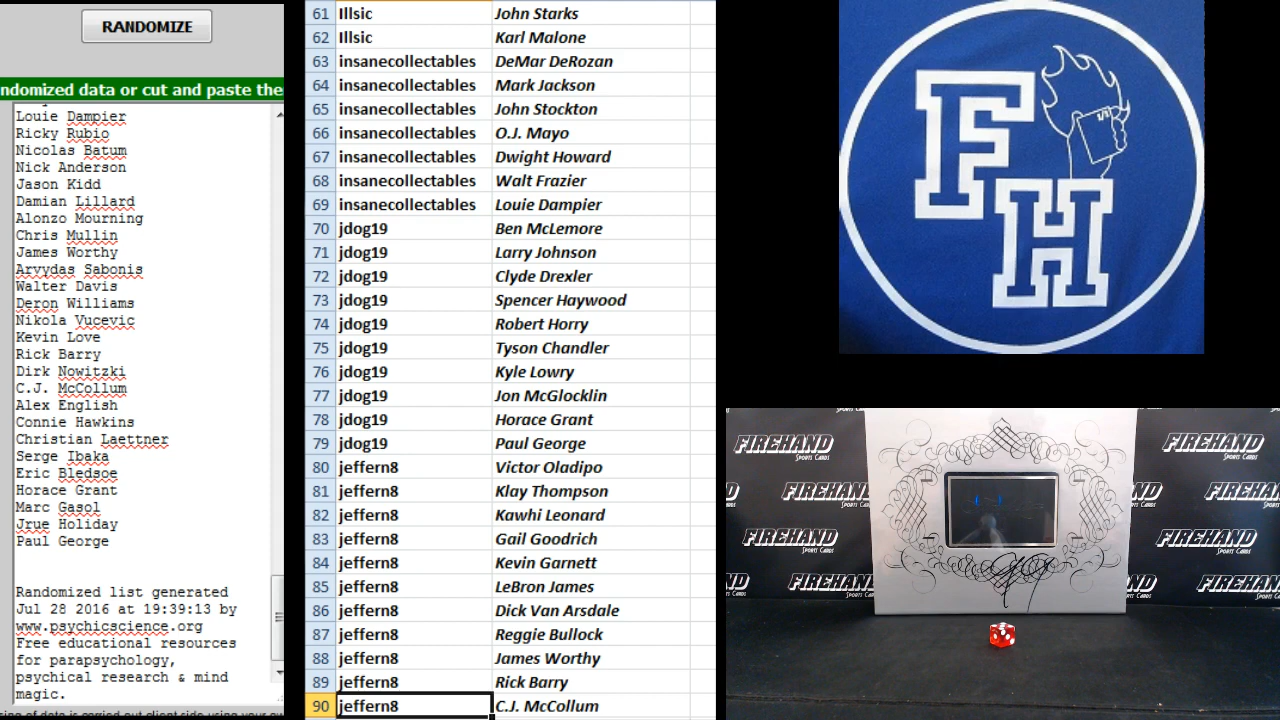 RANDOMIZE
ndomized data or cut and paste the
Louie Dampier
Ricky Rubio
Nicolas Batum
Nick Anderson
Jason Kidd
Damian Lillard
Alonzo Mourning
Chris Mullin
James Worthy
Arvydas Sabonis
Walter Davis
Deron Williams
Nikola Vucevic
Kevin Love
Rick Barry
Dirk Nowitzki
C.J. McCollum
Alex English
Connie Hawkins
Christian Laettner
Serge Ibaka
Eric Bledsoe
Horace Grant
Marc Gasol
Jrue Holiday
Paul George
Randomized list generated
Jul 28 2016 at 19:39:13 by
www.psychicscience.org
Free educational resources
for parapsychology,
psychical research & mind
magic.
61 Illsic John Starks
62 Illsic Karl Malone
63 insanecollectables DeMar DeRozan
64 insanecollectables Mark Jackson
65 insanecollectables John Stockton
66 insanecollectables O.J. Mayo
67 insanecollectables Dwight Howard
68 insanecollectables Walt Frazier
69 insanecollectables Louie Dampier
70 jdog19 Ben McLemore
71 jdog19 Larry Johnson
72 jdog19 Clyde Drexler
73 jdog19 Spencer Haywood
74 jdog19 Robert Horry
75 jdog19 Tyson Chandler
76 jdog19 Kyle Lowry
77 jdog19 Jon McGlocklin
78 jdog19 Horace Grant
79 jdog19 Paul George
80 jeffern8 Victor Oladipo
81 jeffern8 Klay Thompson
82 jeffern8 Kawhi Leonard
83 jeffern8 Gail Goodrich
84 jeffern8 Kevin Garnett
85 jeffern8 LeBron James
86 jeffern8 Dick Van Arsdale
87 jeffern8 Reggie Bullock
88 jeffern8 James Worthy
89 jeffern8 Rick Barry
90 jeffern8 C.J. McCollum
F
H
FIREHAND
SPORTS CARDS
FIREHAND
SPORTS CARDS
FIREHAND
SPORTS CARDS
FIREHAND
SPORTS CARDS
FIREHAND
FIREHAND